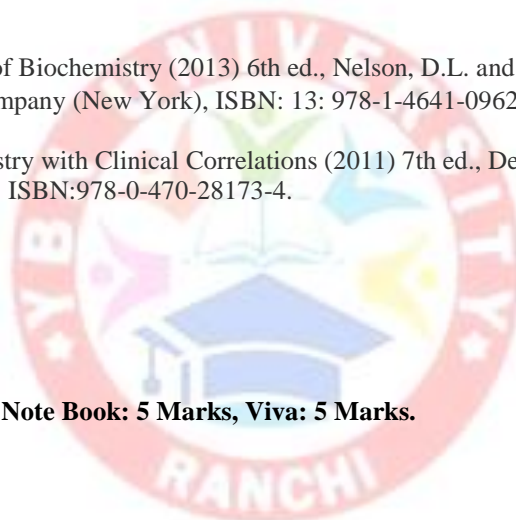 of Biochemistry (2013) 6th ed., Nelson, D.L. and
mpany (New York), ISBN: 13: 978-1-4641-0962
stry with Clinical Correlations (2011) 7th ed., De
ISBN:978-0-470-28173-4.
Note Book: 5 Marks, Viva: 5 Marks.
YBN UNIVERSITY
RANCHI